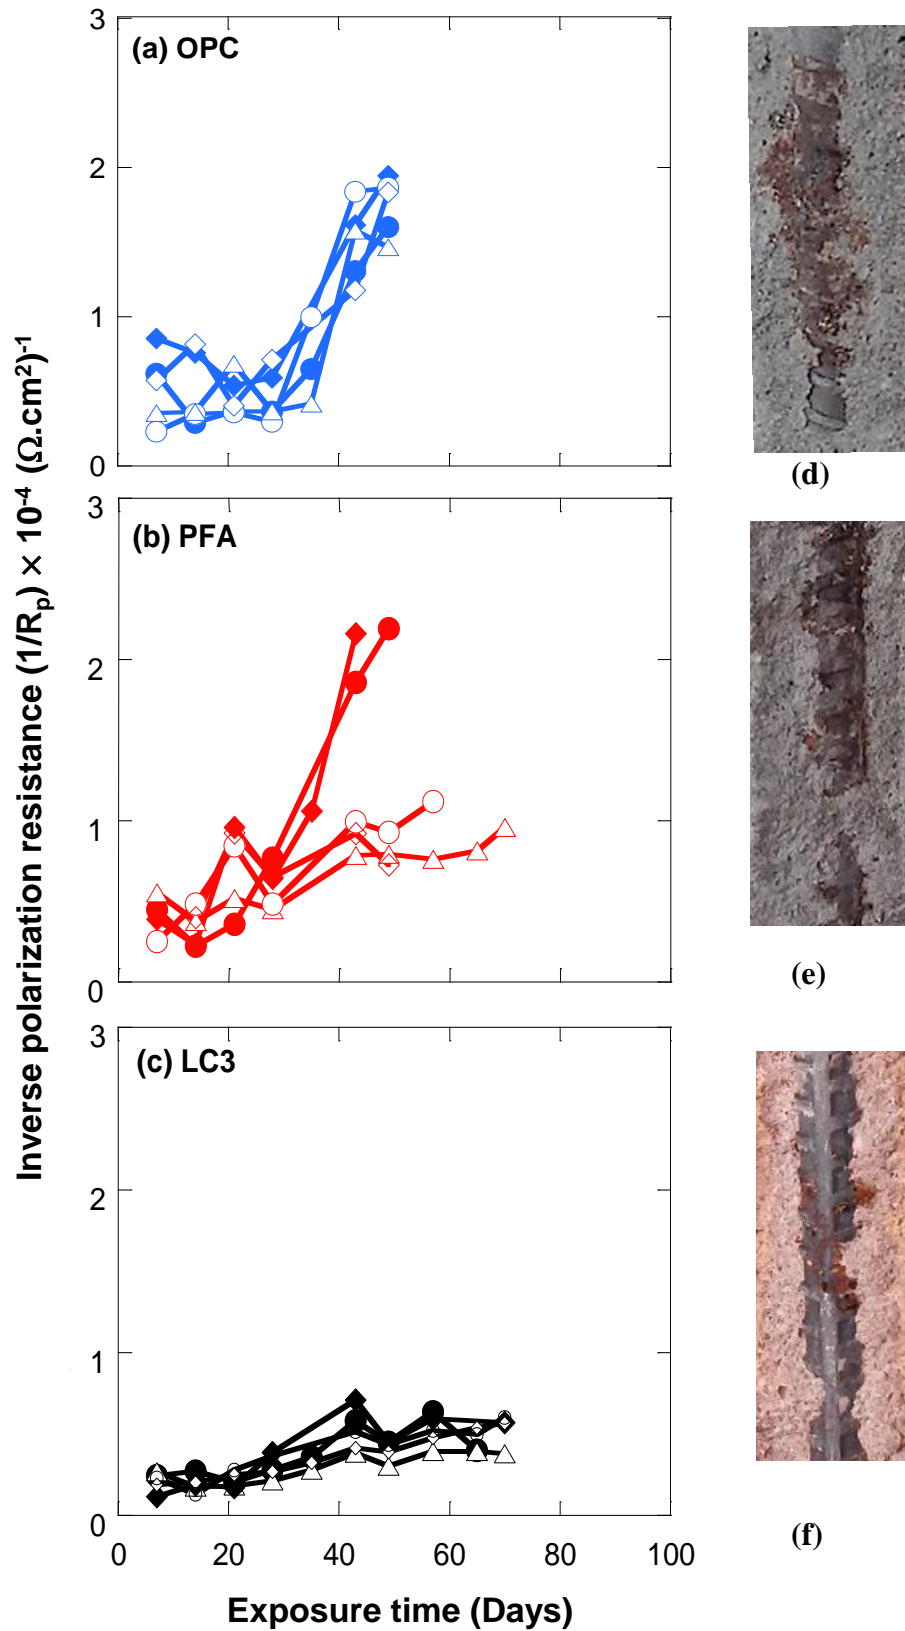 Inverse polarization resistance (1/Rp) × 10-4 (Ω.cm2)-1
3
(a) OPC
2
1
0
(d)
3
(b) PFA
2
1
0
(e)
3
(c) LC3
2
1
0
(f)
0 20 40 60 80 100
Exposure time (Days)